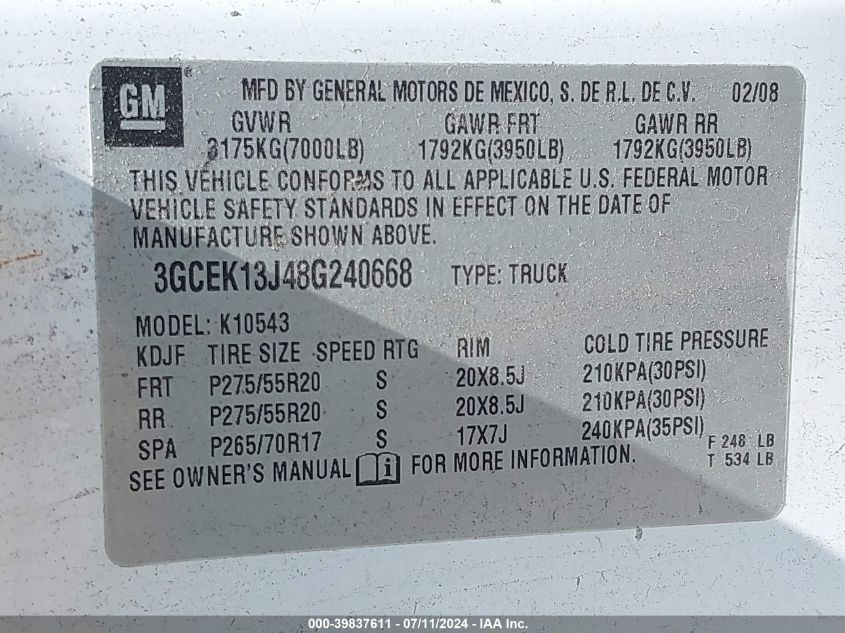 GM ® MFD BY GENERAL MOTORS DE MEXICO, S. DE R.L. DE C.V. 02/08
GVWR GAWR FRT GAWR RR
3175KG(7000LB) 1792KG(3950LB) 1792KG(3950LB)
THIS VEHICLE CONFORMS TO ALL APPLICABLE U.S. FEDERAL MOTOR
VEHICLE SAFETY STANDARDS IN EFFECT ON THE DATE OF
MANUFACTURE SHOWN ABOVE.
3GCEK13J48G240668 TYPE: TRUCK
MODEL: K10543
KDJF TIRE SIZE SPEED RTG RIM COLD TIRE PRESSURE
FRT P275/55R20 S 20X8.5J 210KPA(30PSI)
RR P275/55R20 S 20X8.5J 210KPA(30PSI)
SPA P265/70R17 S 17X7J 240KPA(35PSI) F 248 LB
SEE OWNER'S MANUAL i FOR MORE INFORMATION. T 534 LB
000-39837611 - 07/11/2024 - IAA Inc.